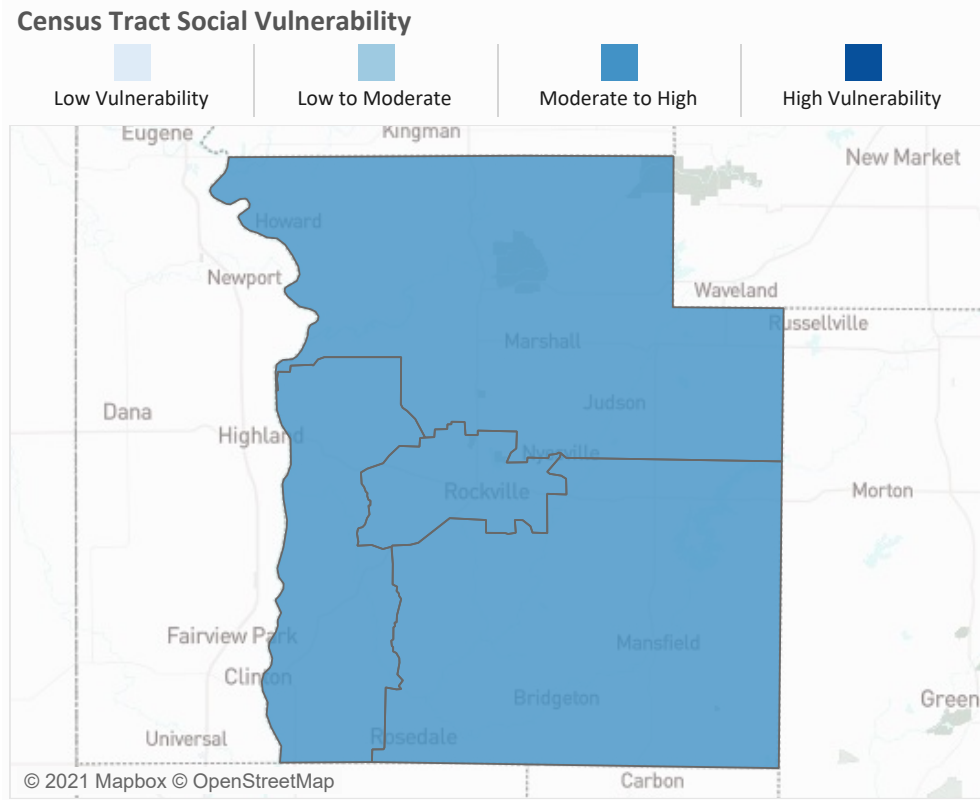 Census Tract Social Vulnerability
Low Vulnerability
Low to Moderate
Moderate to High
High Vulnerability
Eugene
Kingman
New Market
Howard
Newport
Waveland
Russellville
Marshall
Judson
Dana
Highland
Nyesville
Rockville
Morton
Fairview Park
Mansfield
Clinton
Bridgeton
Green
Universal
Rosedale
© 2021 Mapbox © OpenStreetMap
Carbon